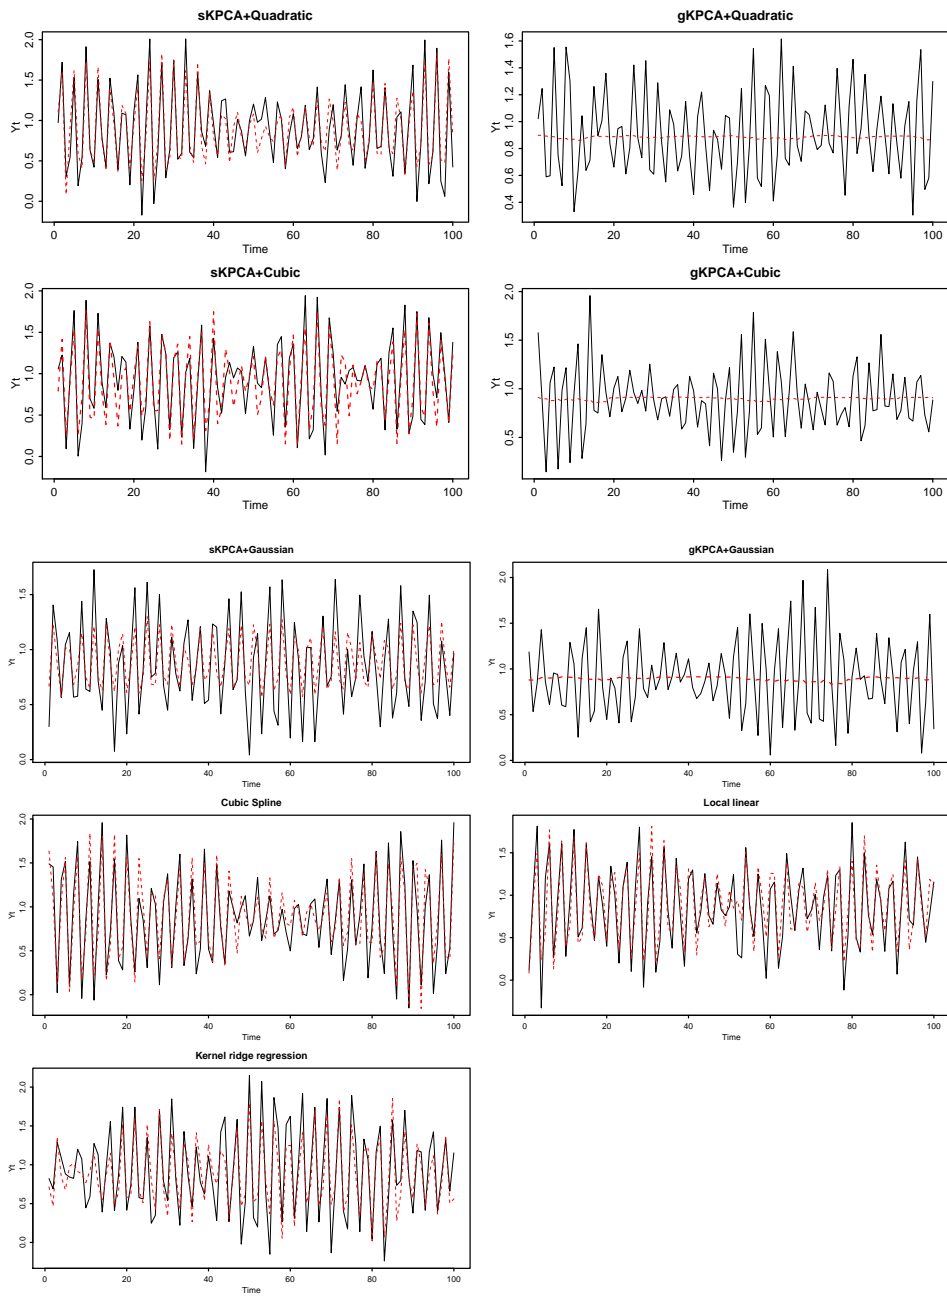 sKPCA+Quadratic
Yt
0.0 0.5 1.0 1.5 2.0
0 20 40 60 80 100
Time
gKPCA+Quadratic
Yt
0.4 0.6 0.8 1.0 1.2 1.4 1.6
0 20 40 60 80 100
Time
sKPCA+Cubic
Yt
0.0 0.5 1.0 1.5 2.0
0 20 40 60 80 100
Time
gKPCA+Cubic
Yt
0.5 1.0 1.5 2.0
0 20 40 60 80 100
Time
sKPCA+Gaussian
Yt
0.0 0.5 1.0 1.5
0 20 40 60 80 100
Time
gKPCA+Gaussian
Yt
0.0 0.5 1.0 1.5 2.0
0 20 40 60 80 100
Time
Cubic Spline
Yt
0.0 0.5 1.0 1.5 2.0
0 20 40 60 80 100
Time
Local linear
Yt
0.0 0.5 1.0 1.5
0 20 40 60 80 100
Time
Kernel ridge regression
Yt
0.0 0.5 1.0 1.5 2.0
0 20 40 60 80 100
Time